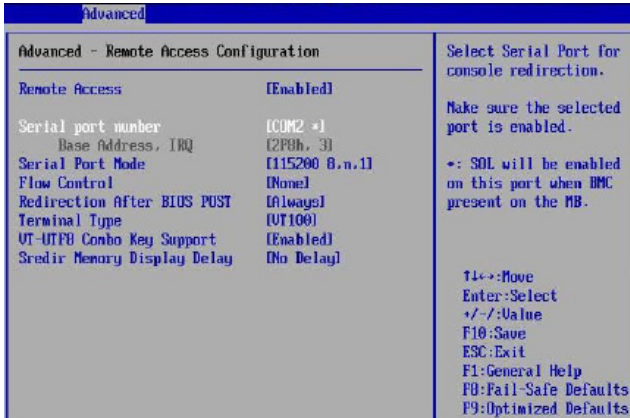 Advanced
Advanced - Remote Access Configuration
Remote Access [Enabled]
Serial port number [COM2 *]
Base Address, IRQ [2F8h, 3]
Serial Port Mode [115200 8,n,1]
Flow Control [None]
Redirection After BIOS POST [Always]
Terminal Type [VT100]
VT-UTF8 Combo Key Support [Enabled]
Sredir Memory Display Delay [No Delay]
Select Serial Port for
console redirection.
Make sure the selected
port is enabled.
*: SOL will be enabled
on this port when BMC
present on the MB.
↑↓←→:Move
Enter:Select
+/-/:Value
F10:Save
ESC:Exit
F1:General Help
F8:Fail-Safe Defaults
F9:Optimized Defaults